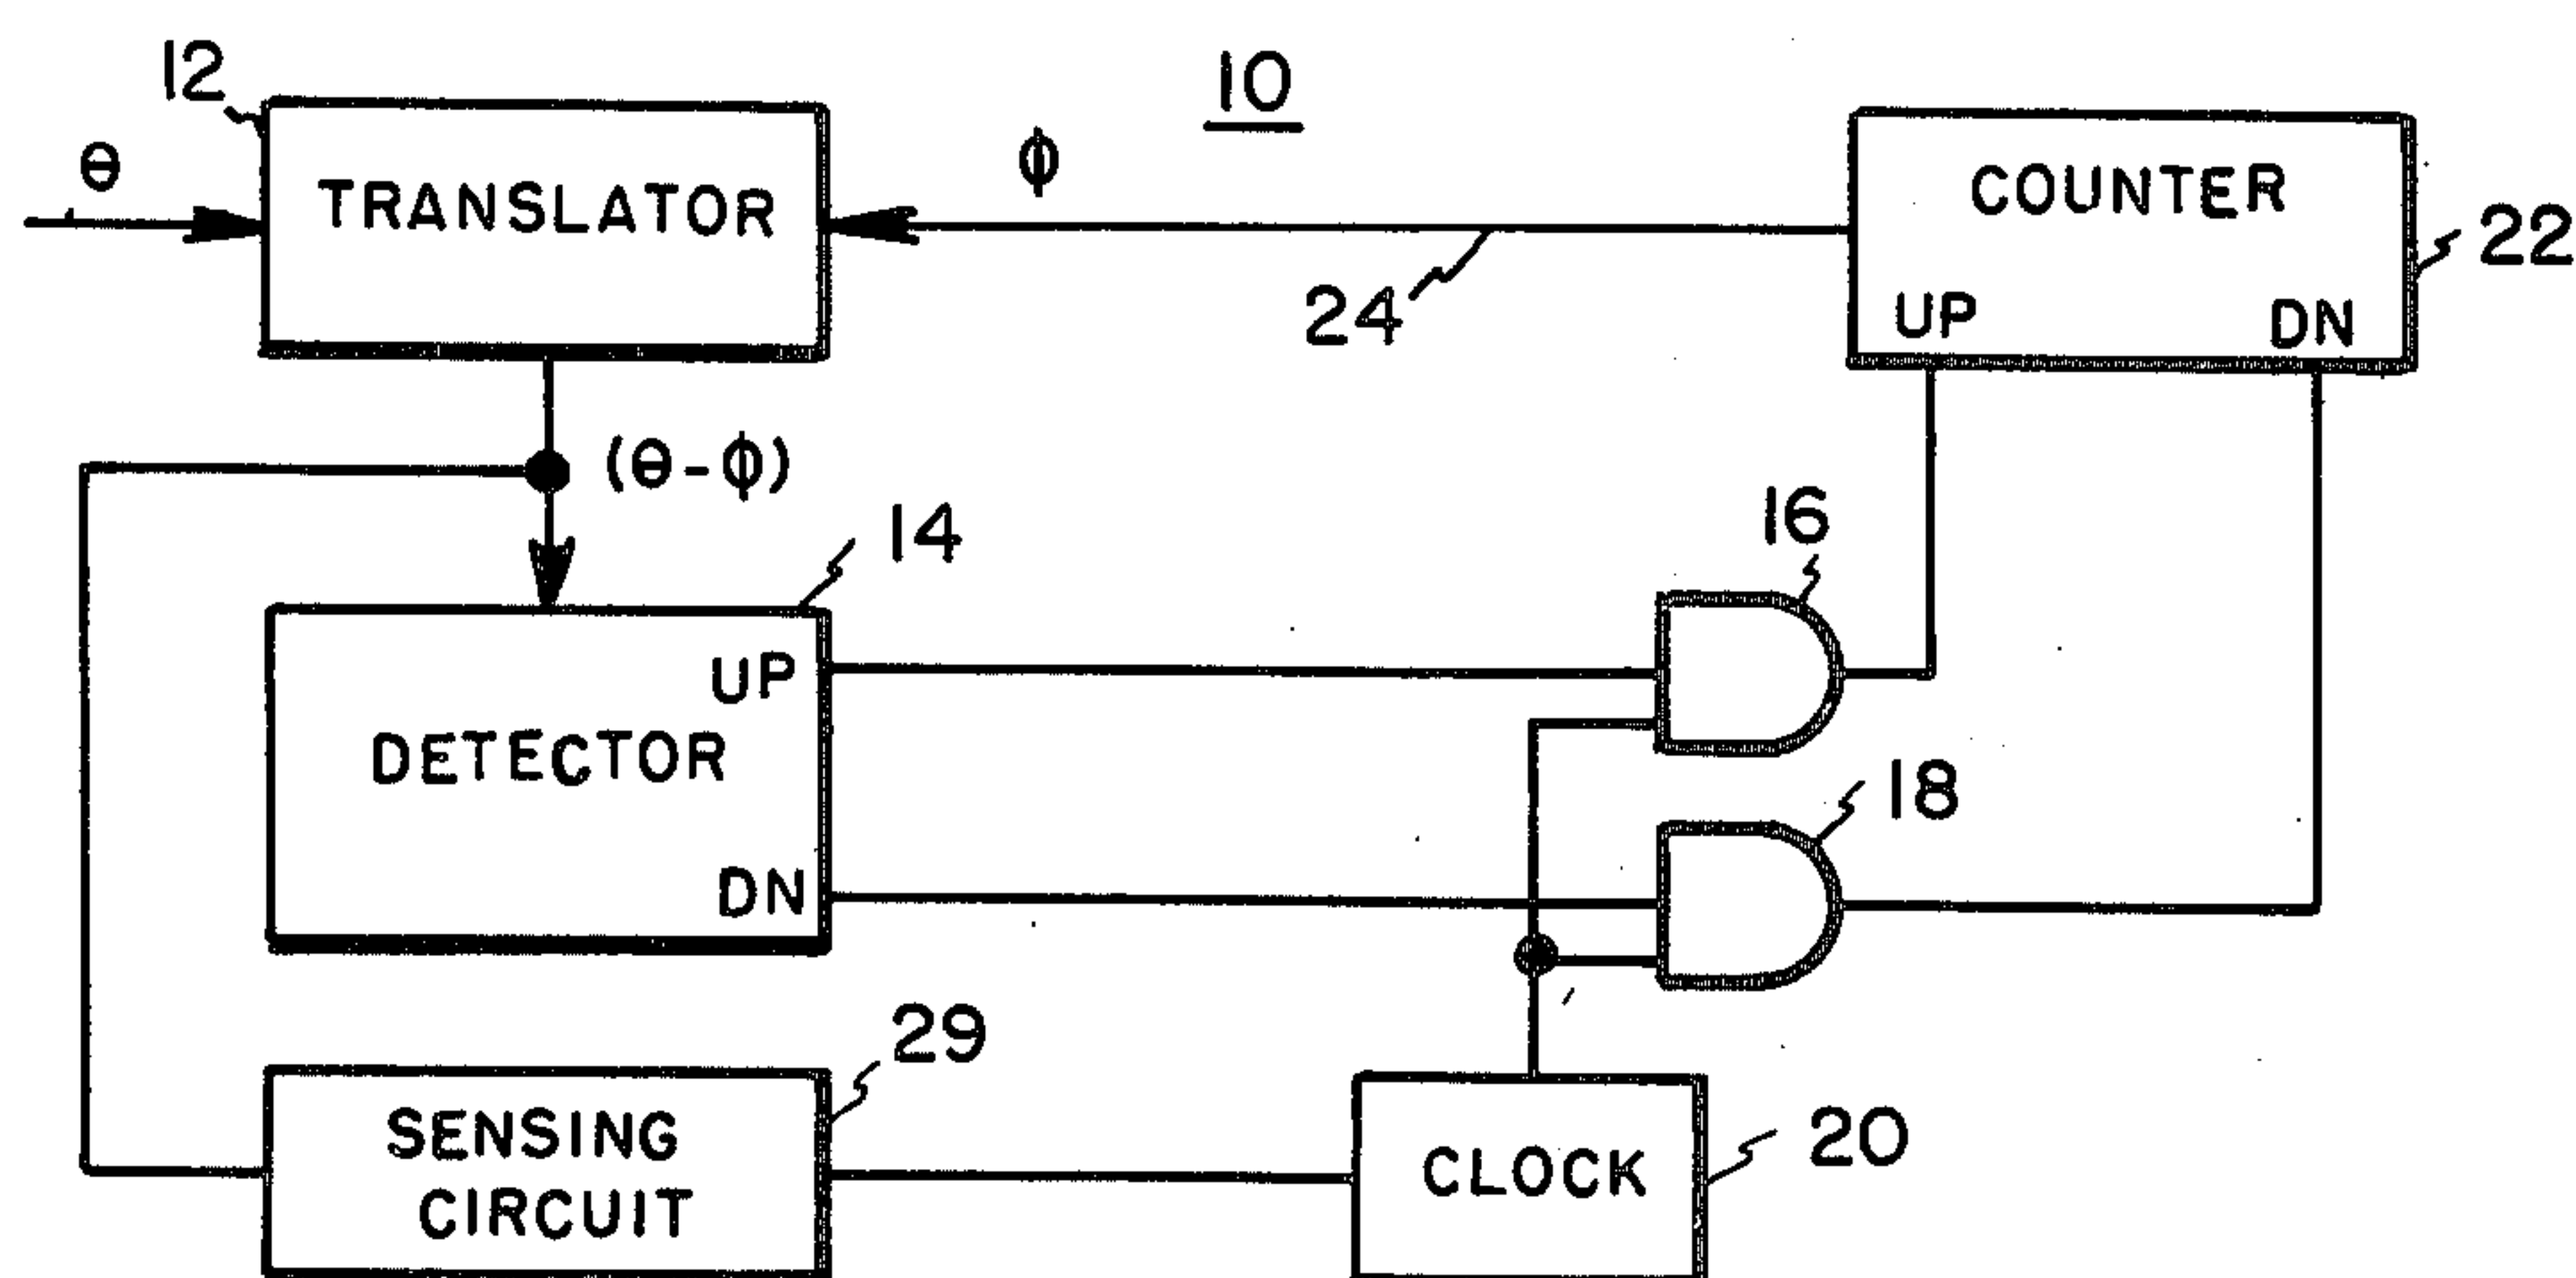 12
10
θ
ϕ
TRANSLATOR
COUNTER
22
24
UP
DN
(θ-ϕ)
14
16
UP
DETECTOR
18
DN
29
SENSING
CIRCUIT
CLOCK
20